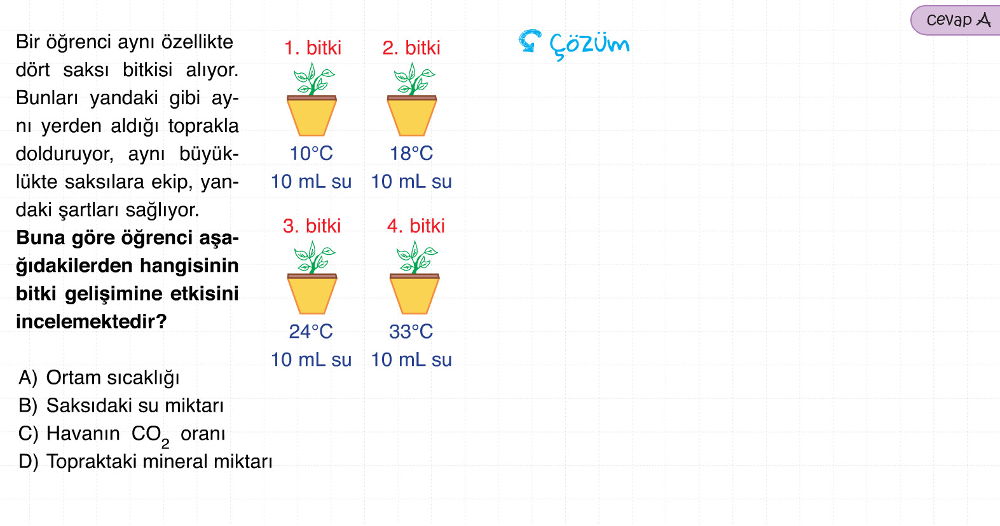 Cevap A
Bir öğrenci aynı özellikte
dört saksı bitkisi alıyor.
Bunları yandaki gibi ay-
nı yerden aldığı toprakla
dolduruyor, aynı büyük-
lükte saksılara ekip, yan-
daki şartları sağlıyor.
Buna göre öğrenci aşa-
ğıdakilerden hangisinin
bitki gelişimine etkisini
incelemektedir?
1. bitki 2. bitki
10°C 18°C
10 mL su 10 mL su
3. bitki 4. bitki
24°C 33°C
10 mL su 10 mL su
A) Ortam sıcaklığı
B) Saksıdaki su miktarı
C) Havanın CO₂ oranı
D) Topraktaki mineral miktarı
Çözüm